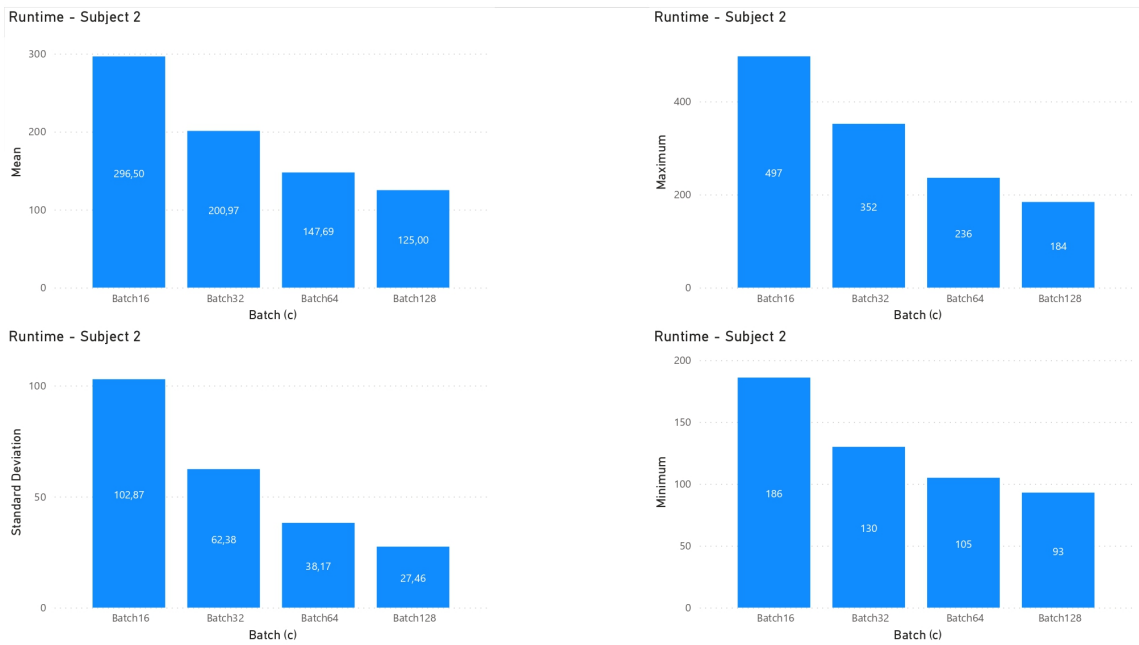 Runtime - Subject 2
Mean
300
200
100
0
296,50
200,97
147,69
125,00
Batch16
Batch32
Batch64
Batch128
Batch (c)
Runtime - Subject 2
Maximum
400
200
0
497
352
236
184
Batch16
Batch32
Batch64
Batch128
Batch (c)
Runtime - Subject 2
Standard Deviation
100
50
0
102,87
62,38
38,17
27,46
Batch16
Batch32
Batch64
Batch128
Batch (c)
Runtime - Subject 2
Minimum
200
150
100
50
0
186
130
105
93
Batch16
Batch32
Batch64
Batch128
Batch (c)